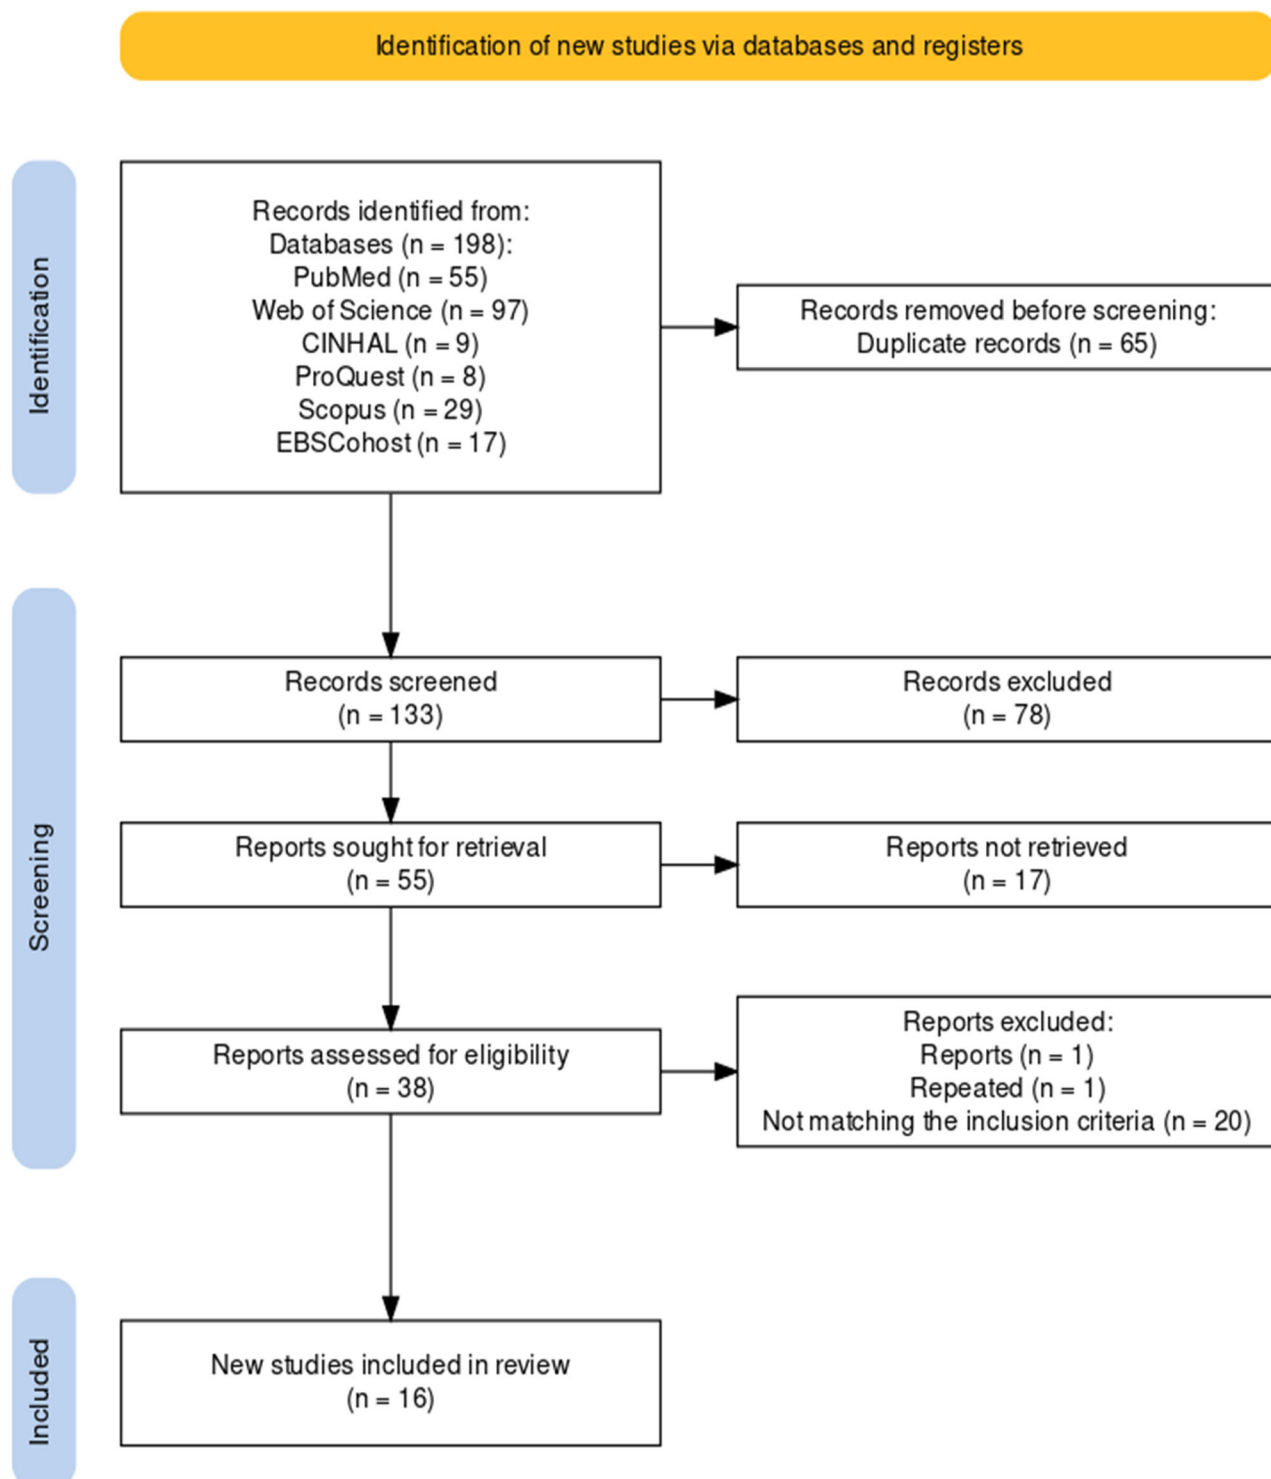 Identification of new studies via databases and registers
Identification
Records identified from:
Databases (n = 198):
PubMed (n = 55)
Web of Science (n = 97)
CINHAL (n = 9)
ProQuest (n = 8)
Scopus (n = 29)
EBSCohost (n = 17)
Records removed before screening:
Duplicate records (n = 65)
Screening
Records screened
(n = 133)
Records excluded
(n = 78)
Reports sought for retrieval
(n = 55)
Reports not retrieved
(n = 17)
Reports assessed for eligibility
(n = 38)
Reports excluded:
Reports (n = 1)
Repeated (n = 1)
Not matching the inclusion criteria (n = 20)
Included
New studies included in review
(n = 16)